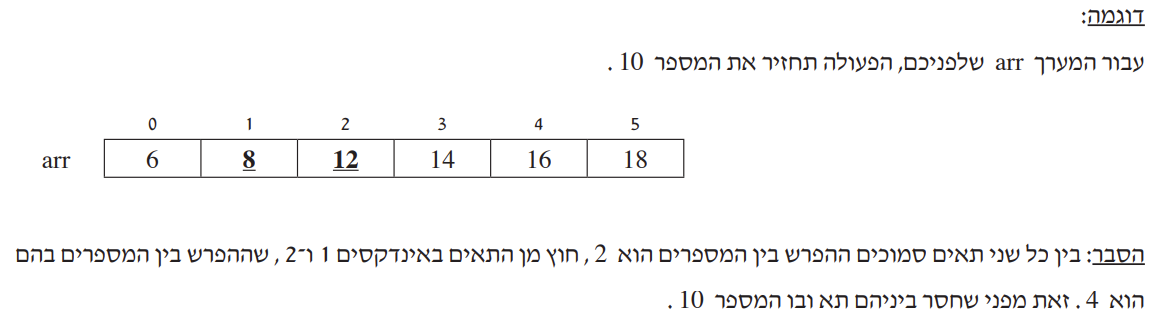 דוגמה:
עבור המערך arr שלפניכם, הפעולה תחזיר את המספר 10 .
0 1 2 3 4 5
arr 6 8 12 14 16 18
הסבר: בין כל שני תאים סמוכים ההפרש בין המספרים הוא 2 , חוץ מן התאים באינדקסים 1 ו־2 , שההפרש בין המספרים בהם
הוא 4 . זאת מפני שחסר ביניהם תא ובו המספר 10 .